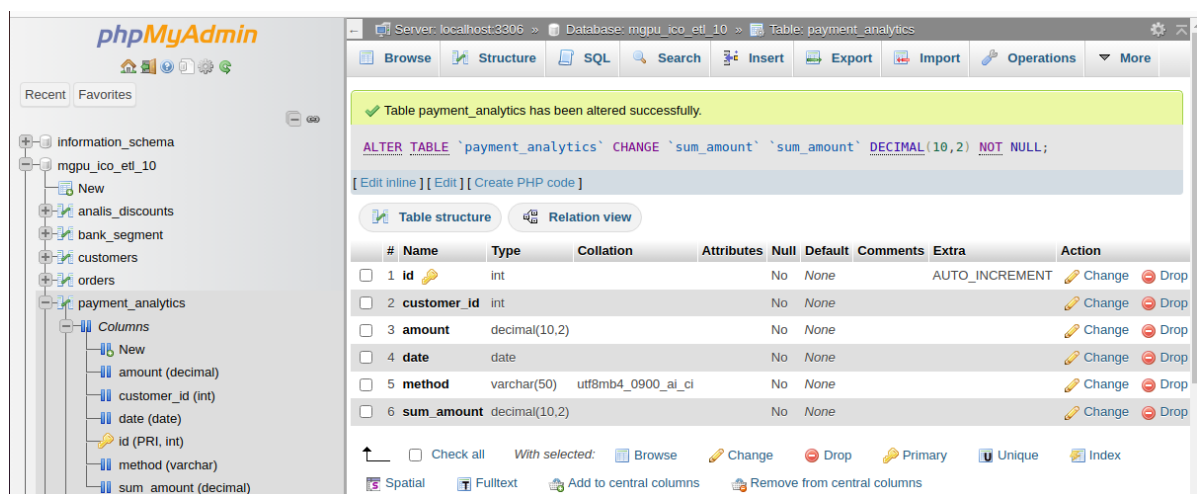 phpMyAdmin
Recent Favorites
information_schema
mgpu_ico_etl_10
New
analis_discounts
bank_segment
customers
orders
payment_analytics
Columns
New
amount (decimal)
customer_id (int)
date (date)
id (PRI, int)
method (varchar)
sum_amount (decimal)
Server: localhost:3306 » Database: mgpu_ico_etl_10 » Table: payment_analytics
Browse Structure SQL Search Insert Export Import Operations More
Table payment_analytics has been altered successfully.
ALTER TABLE `payment_analytics` CHANGE `sum_amount` `sum_amount` DECIMAL(10,2) NOT NULL;
[ Edit inline ] [ Edit ] [ Create PHP code ]
Table structure Relation view
# Name Type Collation Attributes Null Default Comments Extra Action
1 id int No None AUTO_INCREMENT Change Drop
2 customer_id int No None Change Drop
3 amount decimal(10,2) No None Change Drop
4 date date No None Change Drop
5 method varchar(50) utf8mb4_0900_ai_ci No None Change Drop
6 sum_amount decimal(10,2) No None Change Drop
Check all With selected: Browse Change Drop Primary Unique Index
Spatial Fulltext Add to central columns Remove from central columns